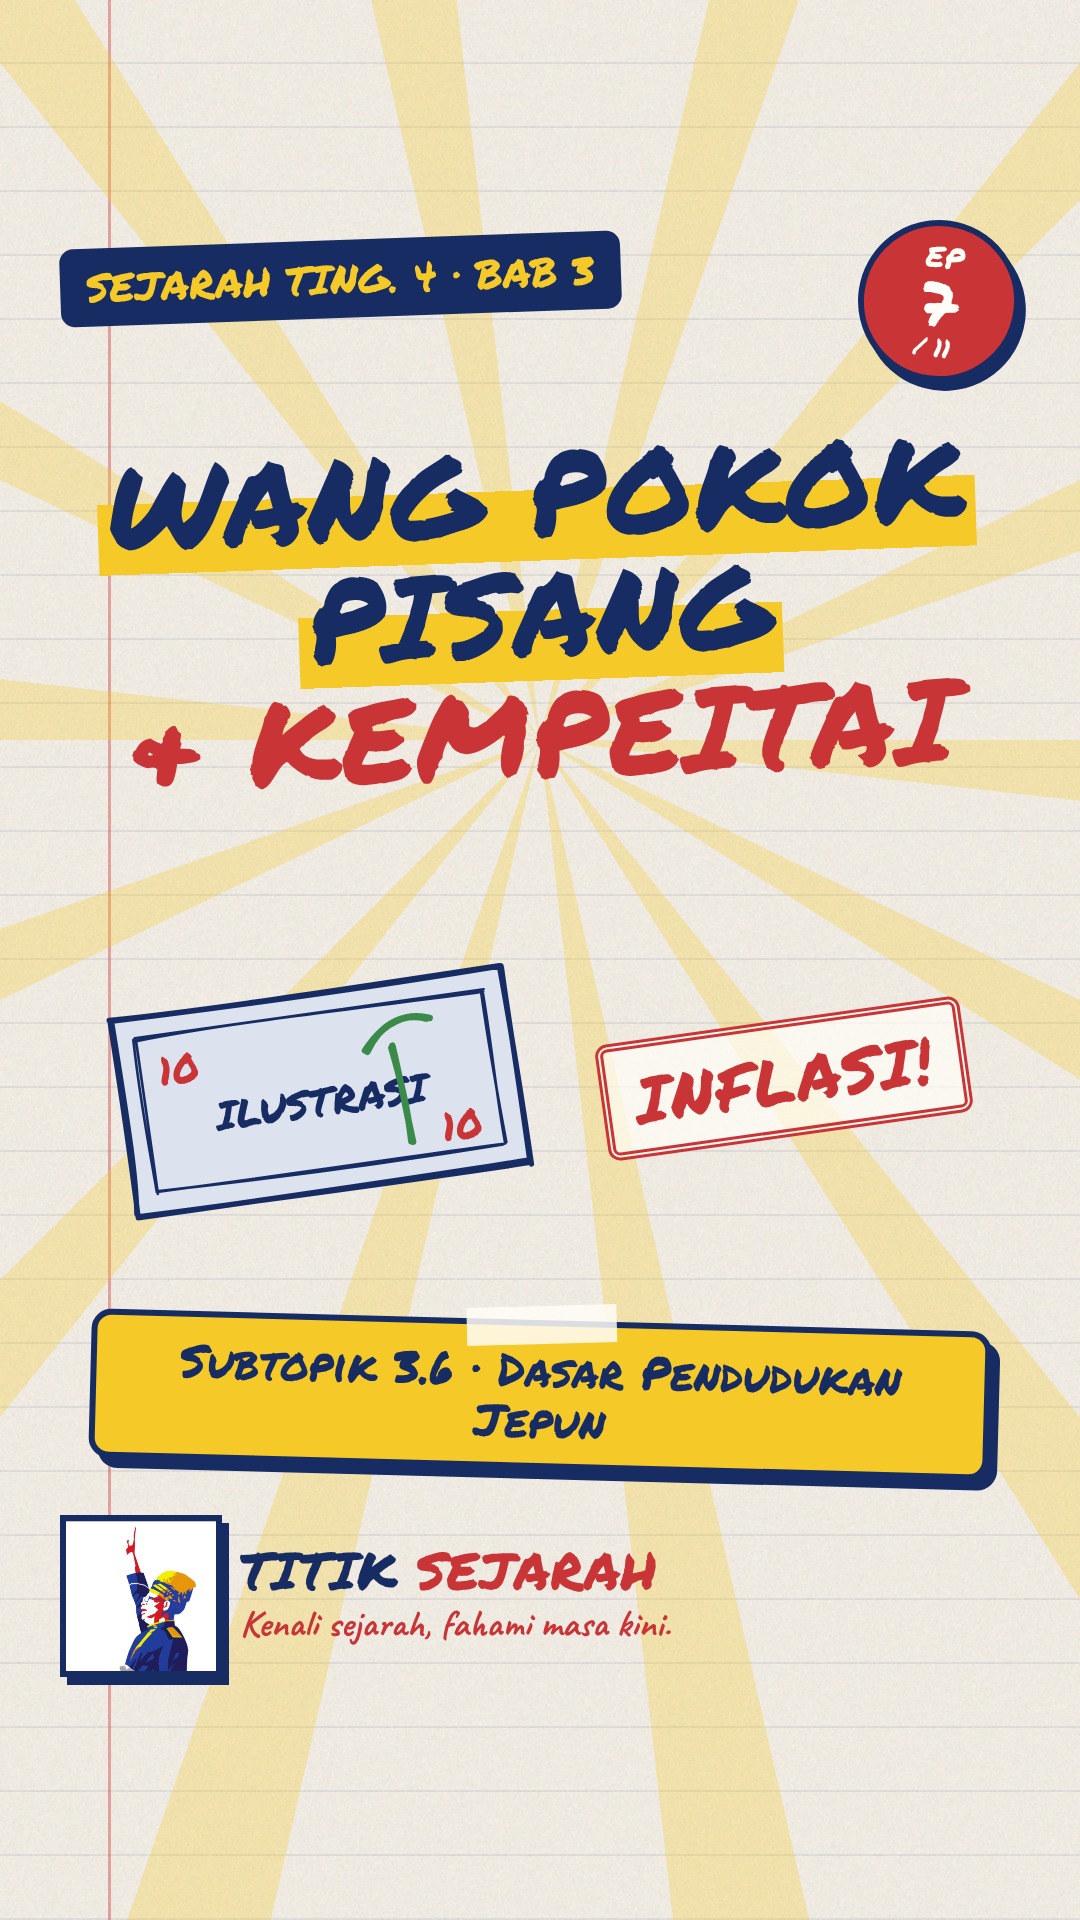 SEJARAH TING. 4 · BAB 3
EP
7
/11
WANG POKOK
PISANG
& KEMPEITAI
10
ILUSTRASI
10
INFLASI!
SUBTOPIK 3.6 · DASAR PENDUDUKAN
JEPUN
TITIK SEJARAH
Kenali sejarah, fahami masa kini.